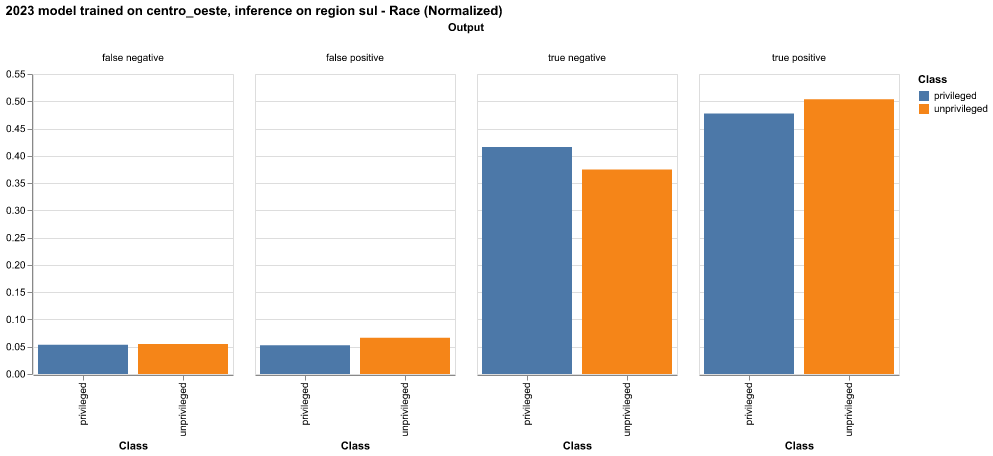 2023 model trained on centro_oeste, inference on region sul - Race (Normalized)
Output
false negative
false positive
true negative
true positive
0.55
0.50
0.45
0.40
0.35
0.30
0.25
0.20
0.15
0.10
0.05
0.00
privileged
unprivileged
privileged
unprivileged
privileged
unprivileged
privileged
unprivileged
Class
Class
Class
Class
Class
privileged
unprivileged